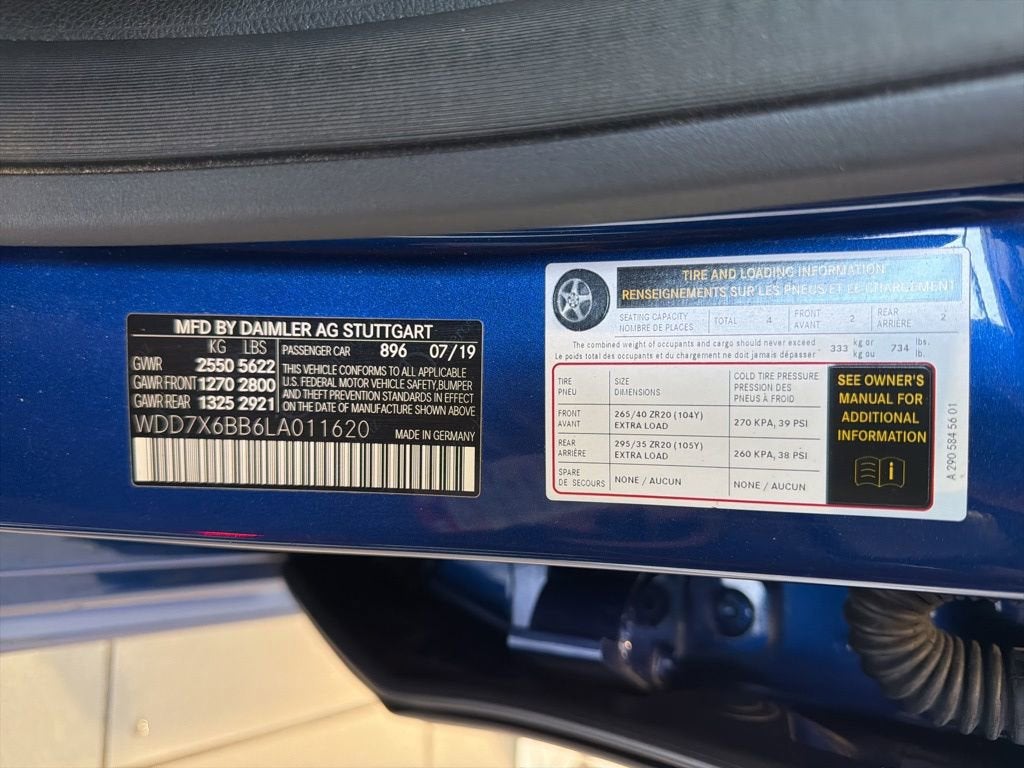 MFD BY DAIMLER AG STUTTGART
KG LBS
GVWR 2550 5622
GAWR FRONT 1270 2800
GAWR REAR 1325 2921
PASSENGER CAR 896 07/19
THIS VEHICLE CONFORMS TO ALL APPLICABLE
U.S. FEDERAL MOTOR VEHICLE SAFETY, BUMPER
AND THEFT PREVENTION STANDARDS IN EFFECT
ON THE DATE OF MANUFACTURE SHOWN ABOVE.
WDD7X6BB6LA011620 MADE IN GERMANY
TIRE AND LOADING INFORMATION
RENSEIGNEMENTS SUR LES PNEUS ET LE CHARGEMENT
SEATING CAPACITY
NOMBRE DE PLACES
TOTAL 4
FRONT
AVANT
2
REAR
ARRIÈRE
2
The combined weight of occupants and cargo should never exceed
Le poids total des occupants et du chargement ne doit jamais dépasser
333 kg or
kg ou
734 lbs.
lb.
TIRE
PNEU
SIZE
DIMENSIONS
COLD TIRE PRESSURE
PRESSION DES
PNEUS À FROID
FRONT
AVANT
265/40 ZR20 (104Y)
EXTRA LOAD
270 KPA, 39 PSI
REAR
ARRIÈRE
295/35 ZR20 (105Y)
EXTRA LOAD
260 KPA, 38 PSI
SPARE
DE SECOURS
NONE / AUCUN
NONE / AUCUN
SEE OWNER'S
MANUAL FOR
ADDITIONAL
INFORMATION
i
A 290 584 56 01